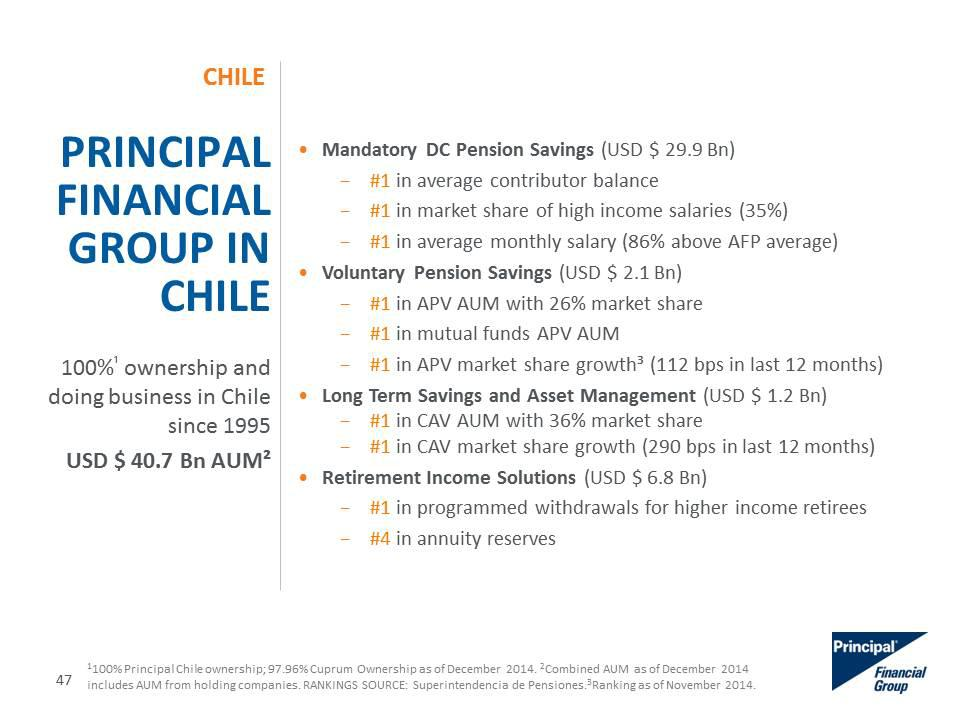 CHILE
PRINCIPAL
FINANCIAL
GROUP IN
CHILE
100%¹ ownership and
doing business in Chile
since 1995
USD $ 40.7 Bn AUM²
• Mandatory DC Pension Savings (USD $ 29.9 Bn)
– #1 in average contributor balance
– #1 in market share of high income salaries (35%)
– #1 in average monthly salary (86% above AFP average)
• Voluntary Pension Savings (USD $ 2.1 Bn)
– #1 in APV AUM with 26% market share
– #1 in mutual funds APV AUM
– #1 in APV market share growth³ (112 bps in last 12 months)
• Long Term Savings and Asset Management (USD $ 1.2 Bn)
– #1 in CAV AUM with 36% market share
– #1 in CAV market share growth (290 bps in last 12 months)
• Retirement Income Solutions (USD $ 6.8 Bn)
– #1 in programmed withdrawals for higher income retirees
– #4 in annuity reserves
47
¹100% Principal Chile ownership; 97.96% Cuprum Ownership as of December 2014. ²Combined AUM as of December 2014
includes AUM from holding companies. RANKINGS SOURCE: Superintendencia de Pensiones.³Ranking as of November 2014.
Principal®
Financial
Group